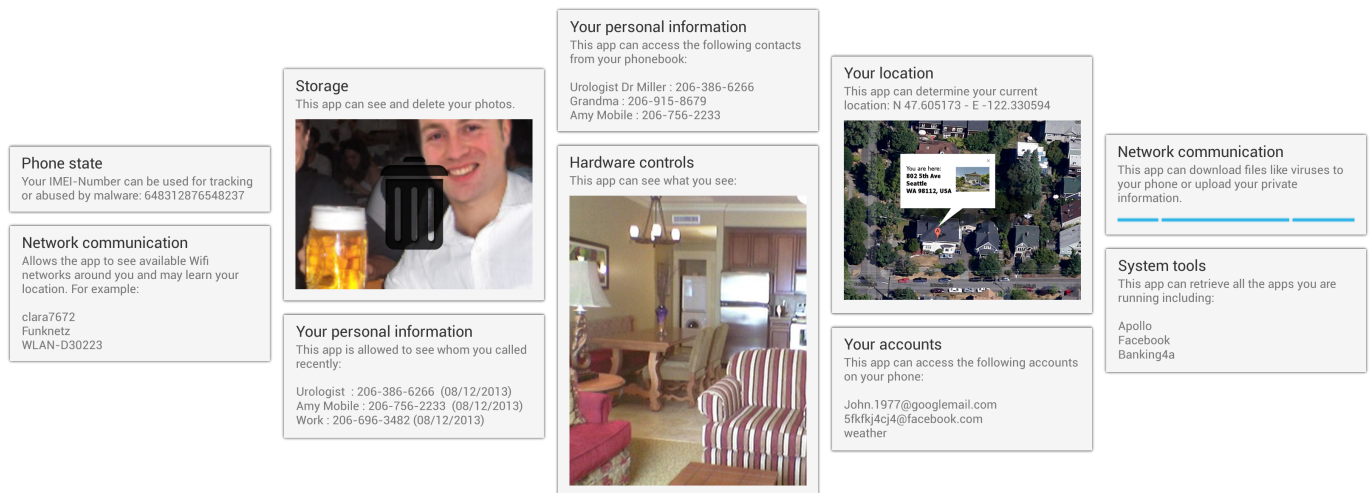 Phone state
Your IMEI-Number can be used for tracking
or abused by malware: 648312876548237
Network communication
Allows the app to see available Wifi
networks around you and may learn your
location. For example:
clara7672
Funknetz
WLAN-D30223
Storage
This app can see and delete your photos.
Your personal information
This app is allowed to see whom you called
recently:
Urologist : 206-386-6266 (08/12/2013)
Amy Mobile : 206-756-2233 (08/12/2013)
Work : 206-696-3482 (08/12/2013)
Your personal information
This app can access the following contacts
from your phonebook:
Urologist Dr Miller : 206-386-6266
Grandma : 206-915-8679
Amy Mobile : 206-756-2233
Hardware controls
This app can see what you see:
Your location
This app can determine your current
location: N 47.605173 - E -122.330594
You are here:
802 5th Ave
Seattle
WA 98112, USA
Your accounts
This app can access the following accounts
on your phone:
John.1977@googlemail.com
5fkfkj4cj4@facebook.com
weather
Network communication
This app can download files like viruses to
your phone or upload your private
information.
System tools
This app can retrieve all the apps you are
running including:
Apollo
Facebook
Banking4a